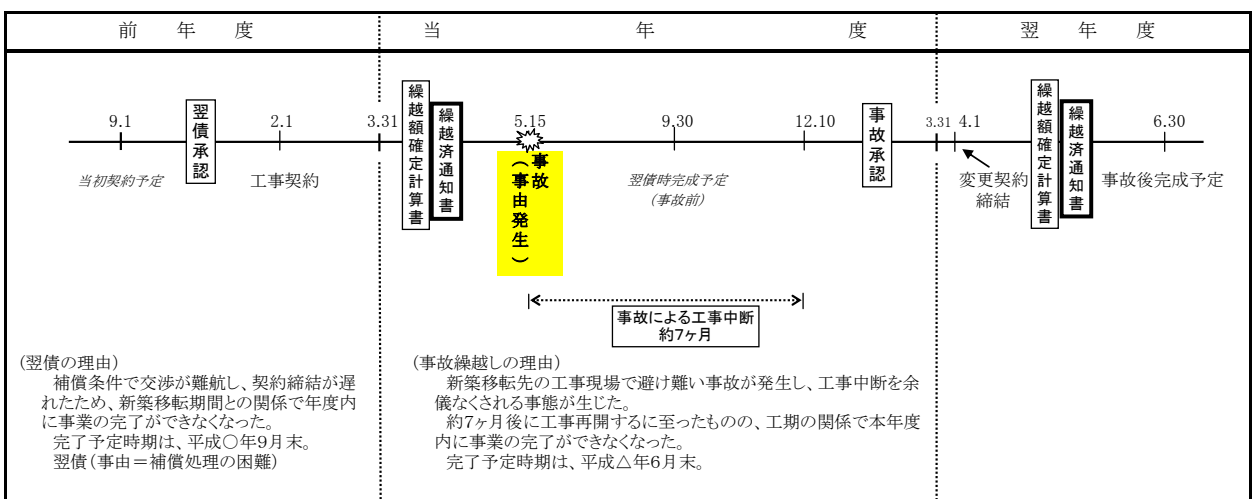 前年度
当年度
翌年度
9.1
翌債承認
2.1
3.31
繰越額確定計算書
繰越済通知書
5.15
9.30
12.10
事故承認
3.31
4.1
繰越額確定計算書
繰越済通知書
6.30
当初契約予定
工事契約
事故
（事由発生）
翌債時完成予定
（事故前）
変更契約
締結
事故後完成予定
事故による工事中断
約7ヶ月
（翌債の理由）
補償条件で交渉が難航し、契約締結が遅
れたため、新築移転期間との関係で年度内
に事業の完了ができなくなった。
完了予定時期は、平成○年9月末。
翌債（事由＝補償処理の困難）
（事故繰越しの理由）
新築移転先の工事現場で避け難い事故が発生し、工事中断を余
儀なくされる事態が生じた。
約7ヶ月後に工事再開するに至ったものの、工期の関係で本年度
内に事業の完了ができなくなった。
完了予定時期は、平成△年6月末。